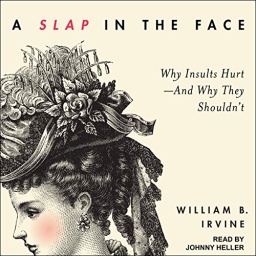 A SLAP IN THE FACE
Why Insults Hurt
—And Why They
Shouldn't
WILLIAM B.
IRVINE
READ BY
JOHNNY HELLER